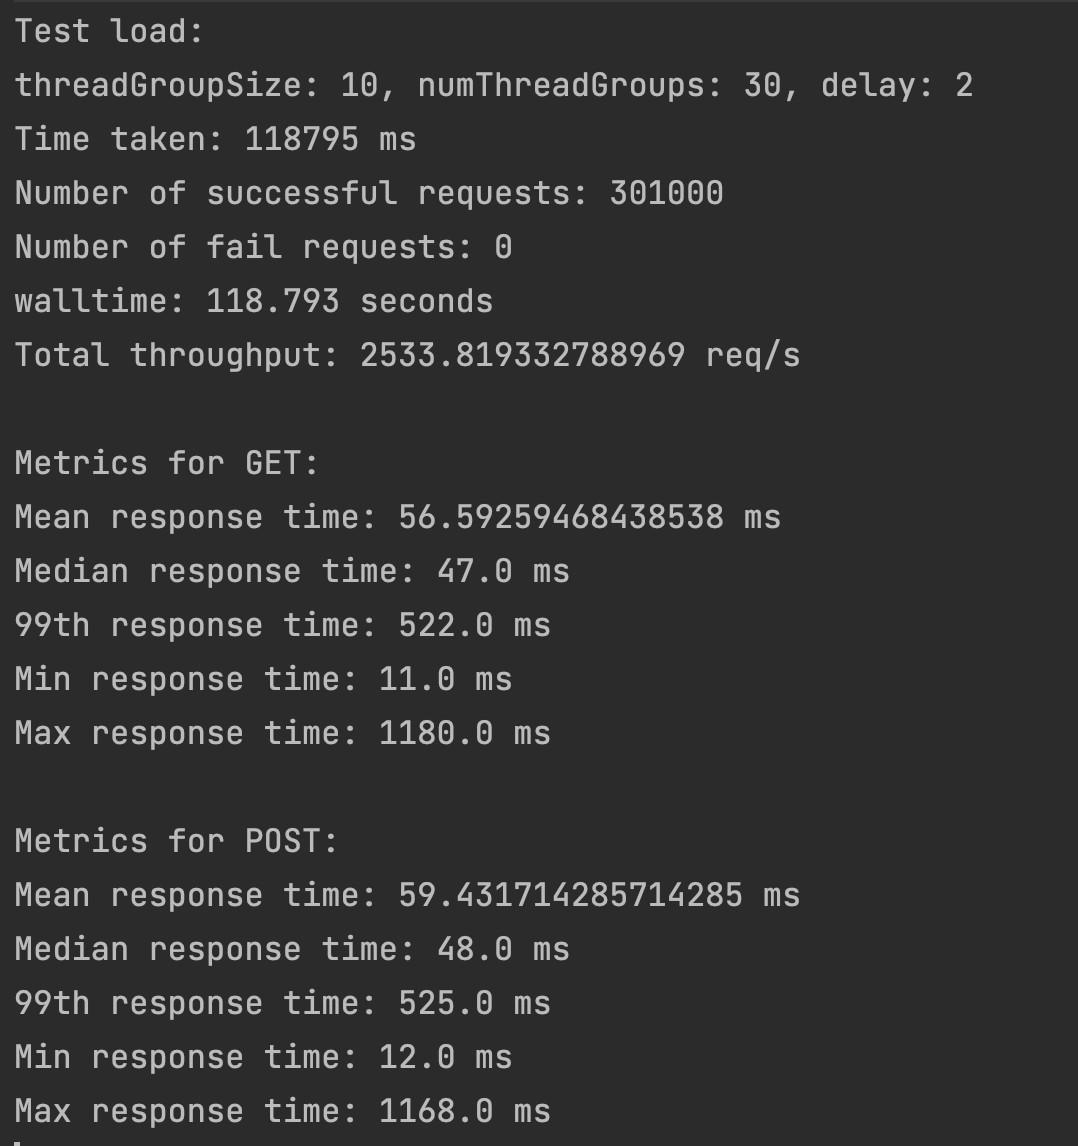 Test load:
threadGroupSize: 10, numThreadGroups: 30, delay: 2
Time taken: 118795 ms
Number of successful requests: 301000
Number of fail requests: 0
walltime: 118.793 seconds
Total throughput: 2533.819332788969 req/s
Metrics for GET:
Mean response time: 56.59259468438538 ms
Median response time: 47.0 ms
99th response time: 522.0 ms
Min response time: 11.0 ms
Max response time: 1180.0 ms
Metrics for POST:
Mean response time: 59.431714285714285 ms
Median response time: 48.0 ms
99th response time: 525.0 ms
Min response time: 12.0 ms
Max response time: 1168.0 ms